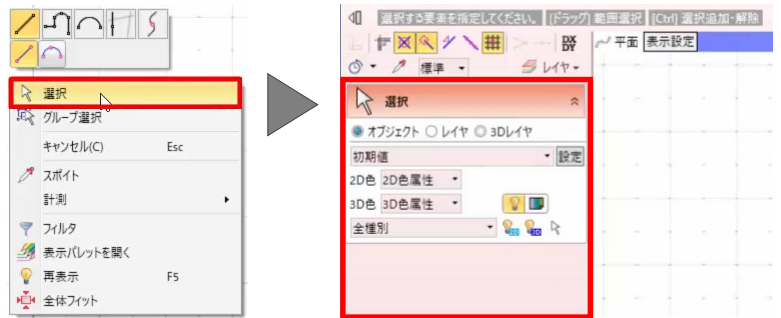 選択
グループ選択
キャンセル(C) Esc
スポイト
計測
フィルタ
表示パレットを開く
再表示 F5
全体フィット
選択する要素を指定してください。 [ドラッグ] 範囲選択 [Ctrl] 選択追加・解除
DX
DY
平面 表示設定
標準 レイヤ
選択
オブジェクト レイヤ 3Dレイヤ
初期値 設定
2D色 2D色属性
3D色 3D色属性
全種別 2D 3D